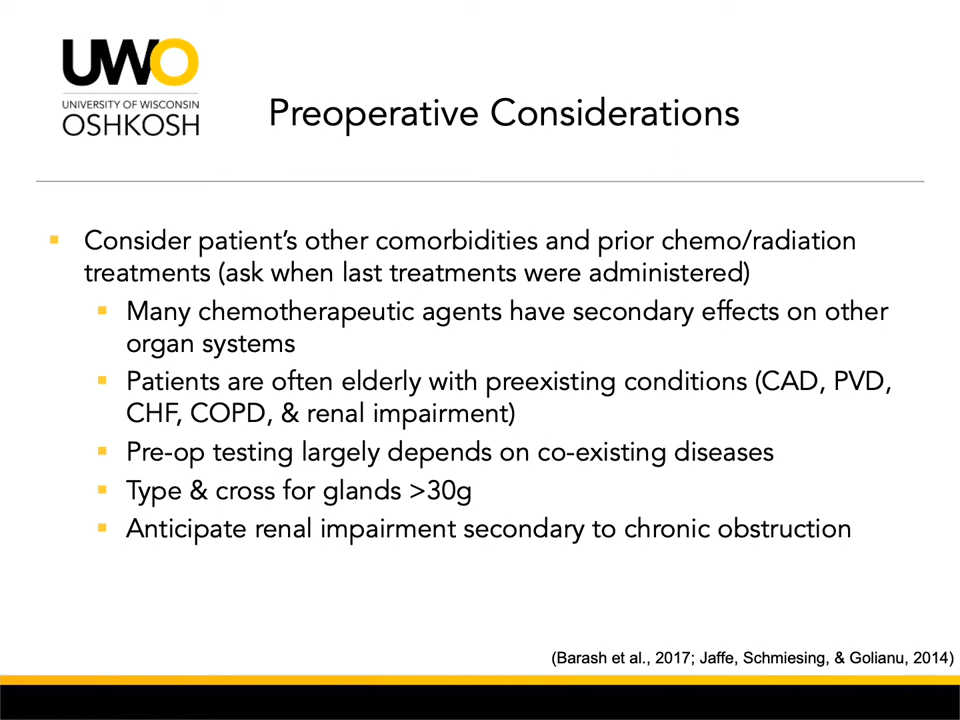 UWO
UNIVERSITY OF WISCONSIN
OSHKOSH
Preoperative Considerations
▪ Consider patient’s other comorbidities and prior chemo/radiation
treatments (ask when last treatments were administered)
▪ Many chemotherapeutic agents have secondary effects on other
organ systems
▪ Patients are often elderly with preexisting conditions (CAD, PVD,
CHF, COPD, & renal impairment)
▪ Pre-op testing largely depends on co-existing diseases
▪ Type & cross for glands >30g
▪ Anticipate renal impairment secondary to chronic obstruction
(Barash et al., 2017; Jaffe, Schmiesing, & Golianu, 2014)